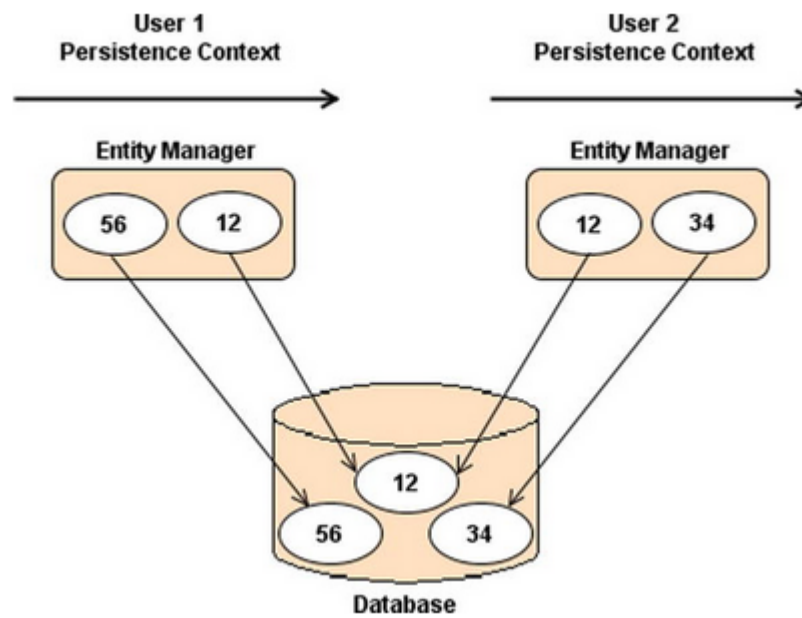 User 1
Persistence Context
User 2
Persistence Context
Entity Manager
Entity Manager
56
12
12
34
12
56
34
Database